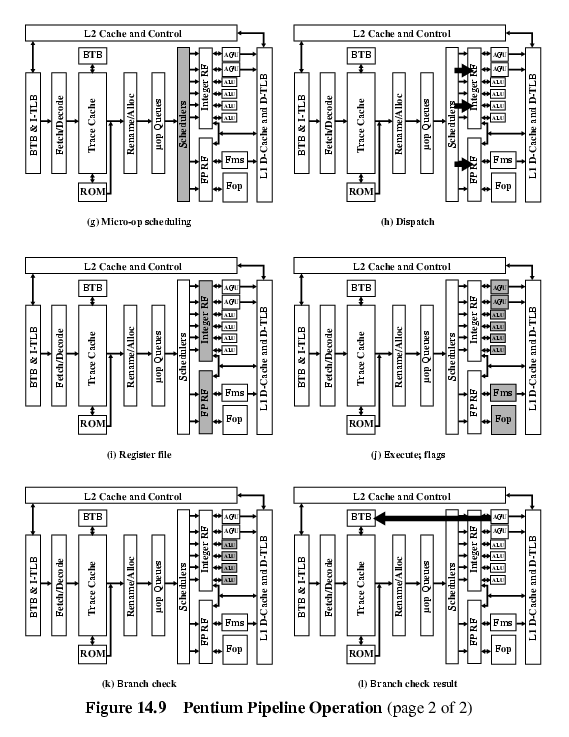 L2 Cache and Control
BTB & I-TLB
Fetch/Decode
BTB
Trace Cache
ROM
Rename/Alloc
µop Queues
Schedulers
Integer RF
FP RF
AGU
AGU
ALU
ALU
ALU
ALU
Fms
Fop
L1 D-Cache and D-TLB
(g) Micro-op scheduling
L2 Cache and Control
BTB & I-TLB
Fetch/Decode
BTB
Trace Cache
ROM
Rename/Alloc
µop Queues
Schedulers
Integer RF
FP RF
AGU
AGU
ALU
ALU
ALU
ALU
Fms
Fop
L1 D-Cache and D-TLB
(h) Dispatch
L2 Cache and Control
BTB & I-TLB
Fetch/Decode
BTB
Trace Cache
ROM
Rename/Alloc
µop Queues
Schedulers
Integer RF
FP RF
AGU
AGU
ALU
ALU
ALU
ALU
Fms
Fop
L1 D-Cache and D-TLB
(i) Register file
L2 Cache and Control
BTB & I-TLB
Fetch/Decode
BTB
Trace Cache
ROM
Rename/Alloc
µop Queues
Schedulers
Integer RF
FP RF
AGU
AGU
ALU
ALU
ALU
ALU
Fms
Fop
L1 D-Cache and D-TLB
(j) Execute; flags
L2 Cache and Control
BTB & I-TLB
Fetch/Decode
BTB
Trace Cache
ROM
Rename/Alloc
µop Queues
Schedulers
Integer RF
FP RF
AGU
AGU
ALU
ALU
ALU
ALU
Fms
Fop
L1 D-Cache and D-TLB
(k) Branch check
L2 Cache and Control
BTB & I-TLB
Fetch/Decode
BTB
Trace Cache
ROM
Rename/Alloc
µop Queues
Schedulers
Integer RF
FP RF
AGU
AGU
ALU
ALU
ALU
ALU
Fms
Fop
L1 D-Cache and D-TLB
(l) Branch check result
Figure 14.9 Pentium Pipeline Operation (page 2 of 2)